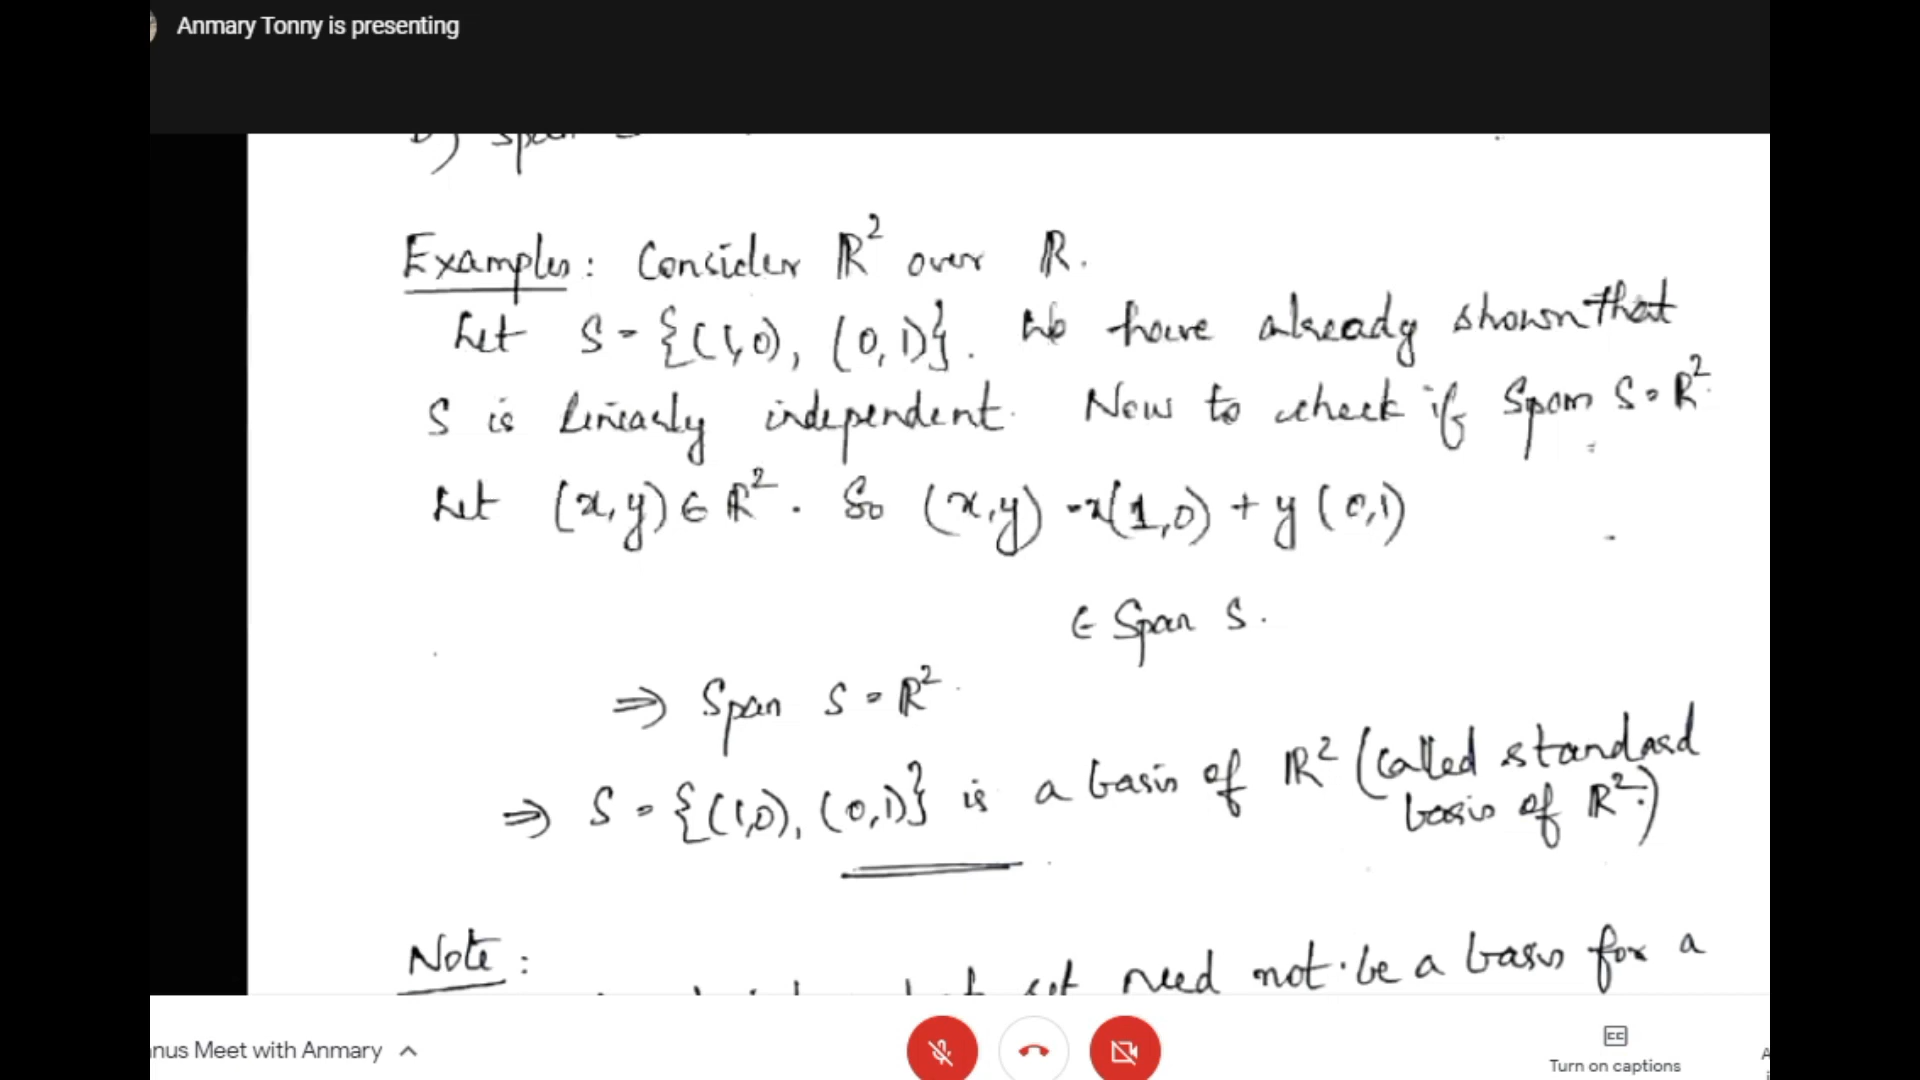 Anmary Tonny is presenting
b) Span
Examples: Consider ℝ² over ℝ.
Let S = {(1,0), (0,1)}. We have already shown that
S is linearly independent. Now to check if Span S = ℝ².
Let (x,y) ∈ ℝ². So (x,y) = x(1,0) + y(0,1)
∈ Span S.
⇒ Span S = ℝ².
⇒ S = {(1,0), (0,1)} is a basis of ℝ² (called standard
basis of ℝ².)
Note:
set need not be a basis for a
nus Meet with Anmary
Turn on captions